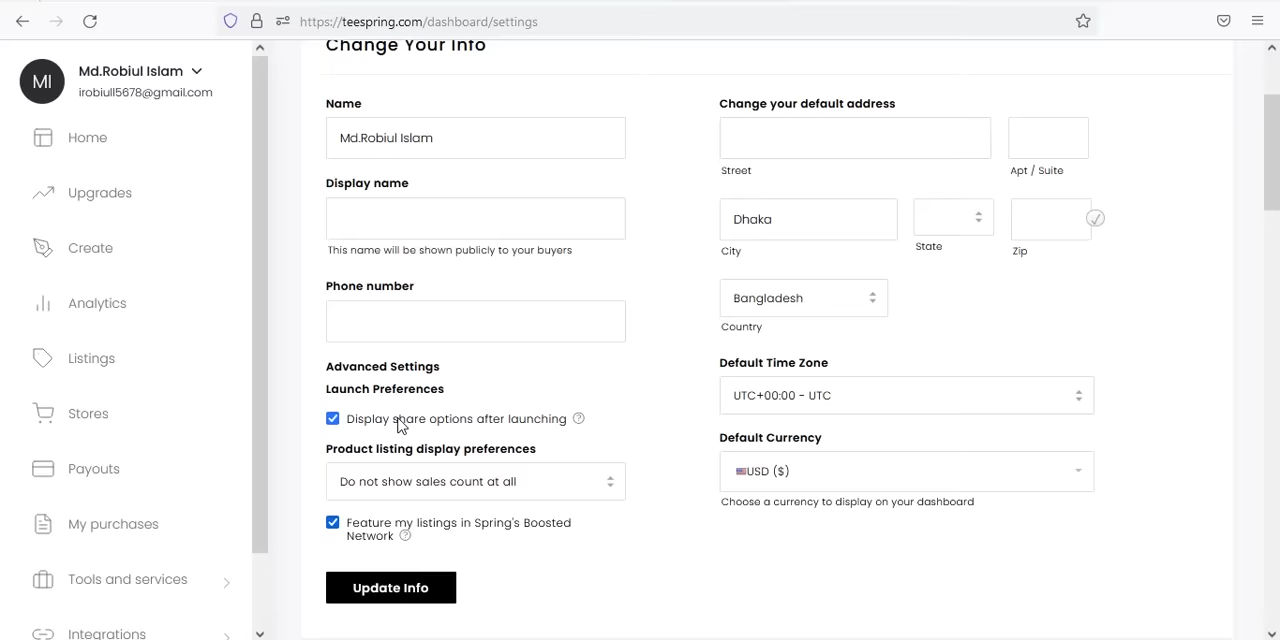 https://teespring.com/dashboard/settings
MI
Md.Robiul Islam
irobiull5678@gmail.com
Home
Upgrades
Create
Analytics
Listings
Stores
Payouts
My purchases
Tools and services
Integrations
Change Your Info
Name
Md.Robiul Islam
Display name
This name will be shown publicly to your buyers
Phone number
Advanced Settings
Launch Preferences
Display share options after launching ?
Product listing display preferences
Do not show sales count at all
Feature my listings in Spring's Boosted
Network ?
Update Info
Change your default address
Street
Apt / Suite
Dhaka
City
State
Zip
Bangladesh
Country
Default Time Zone
UTC+00:00 - UTC
Default Currency
USD ($)
Choose a currency to display on your dashboard